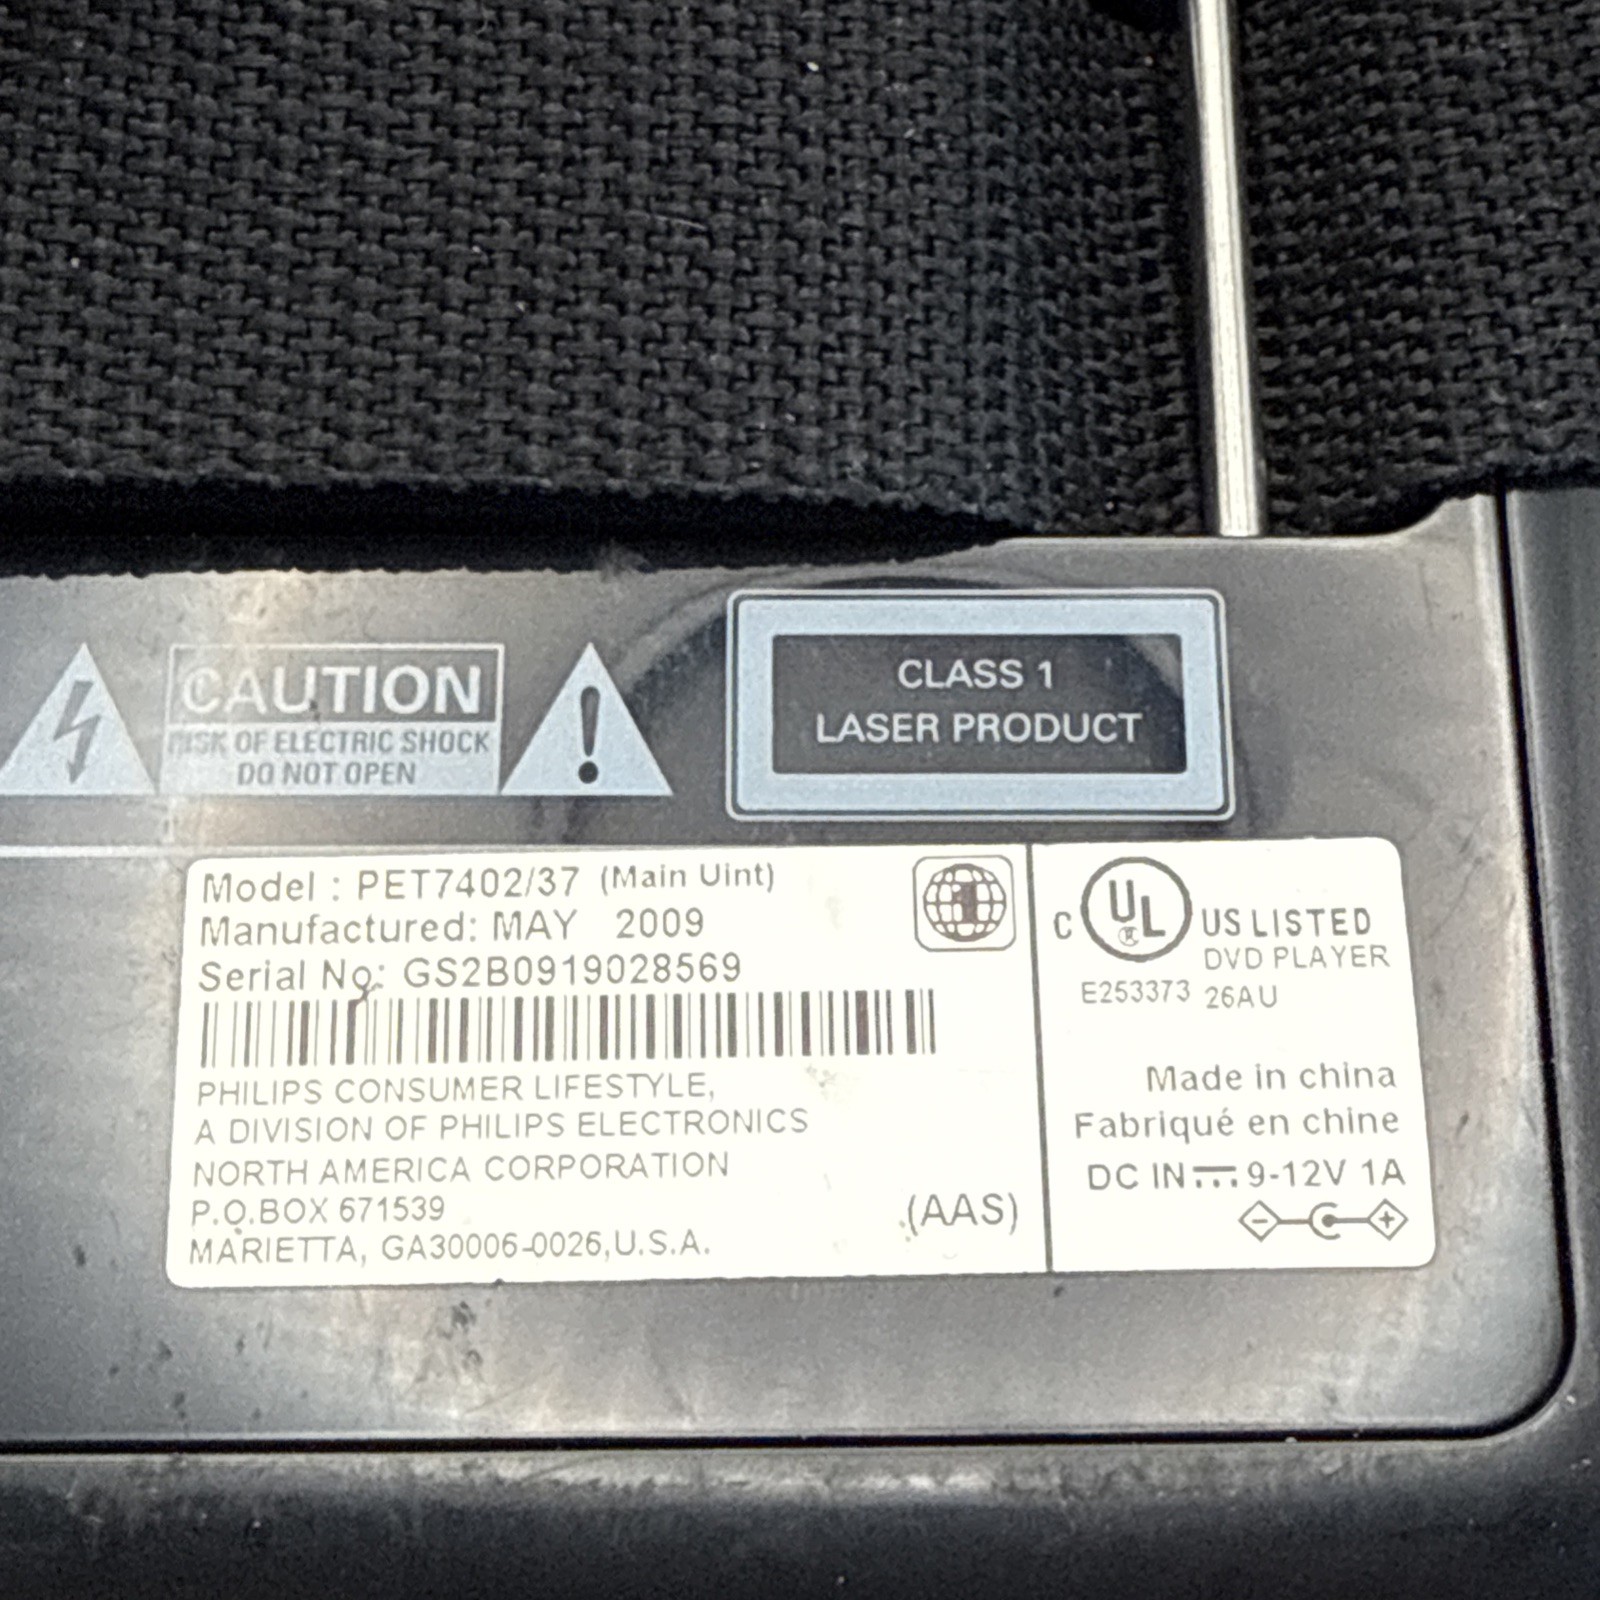 CAUTION
RISK OF ELECTRIC SHOCK
DO NOT OPEN
CLASS 1
LASER PRODUCT
Model : PET7402/37 (Main Uint)
Manufactured: MAY 2009
Serial No: GS2B0919028569
PHILIPS CONSUMER LIFESTYLE,
A DIVISION OF PHILIPS ELECTRONICS
NORTH AMERICA CORPORATION
P.O.BOX 671539
MARIETTA, GA30006-0026,U.S.A.
(AAS)
1
C UL ® US LISTED
DVD PLAYER
E253373 26AU
Made in china
Fabriqué en chine
DC IN ⎓ 9-12V 1A